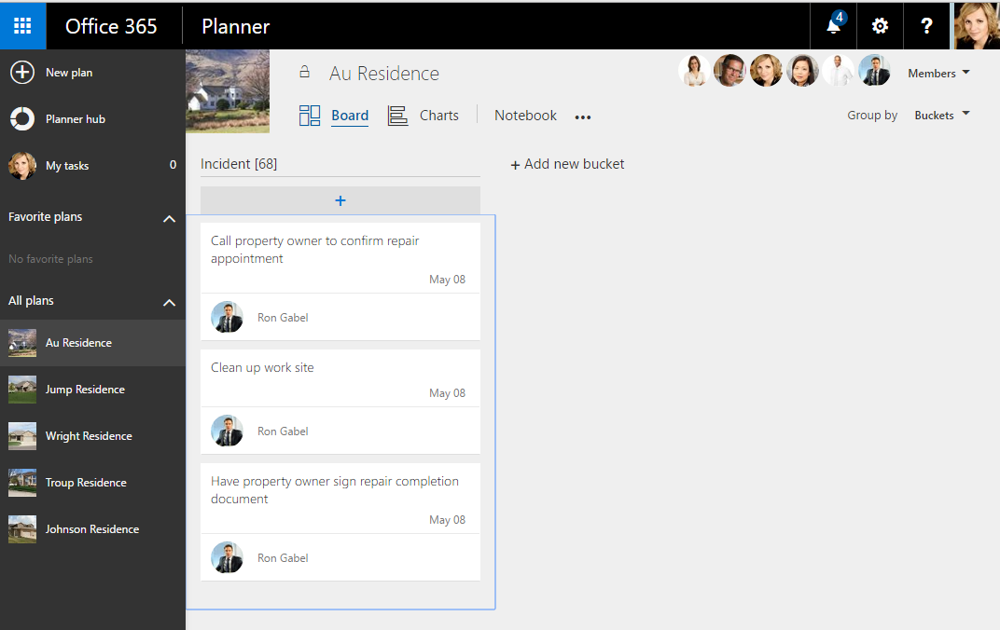 Office 365
Planner
4
?
New plan
Planner hub
My tasks 0
Favorite plans
No favorite plans
All plans
Au Residence
Jump Residence
Wright Residence
Troup Residence
Johnson Residence
Au Residence
Members
Board
Charts
Notebook
...
Group by Buckets
Incident [68]
+ Add new bucket
+
Call property owner to confirm repair
appointment
May 08
Ron Gabel
Clean up work site
May 08
Ron Gabel
Have property owner sign repair completion
document
May 08
Ron Gabel